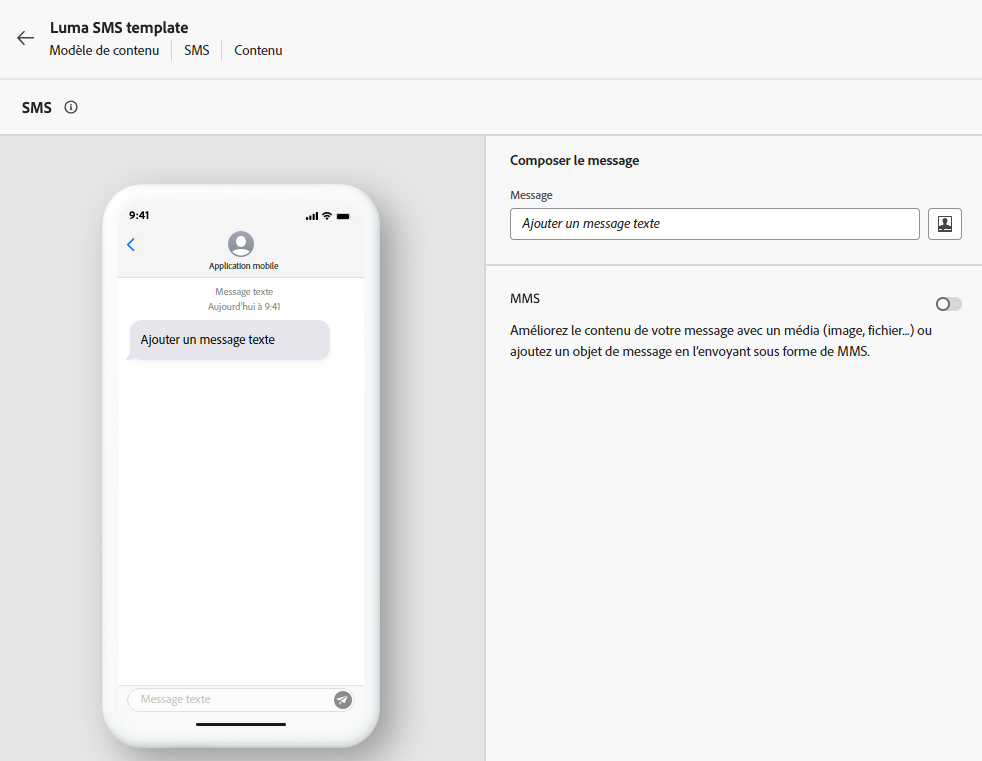 Luma SMS template
Modèle de contenu SMS Contenu
SMS
9:41
Application mobile
Message texte
Aujourd'hui à 9:41
Ajouter un message texte
Message texte
Composer le message
Message
Ajouter un message texte
MMS
Améliorez le contenu de votre message avec un média (image, fichier...) ou
ajoutez un objet de message en l'envoyant sous forme de MMS.